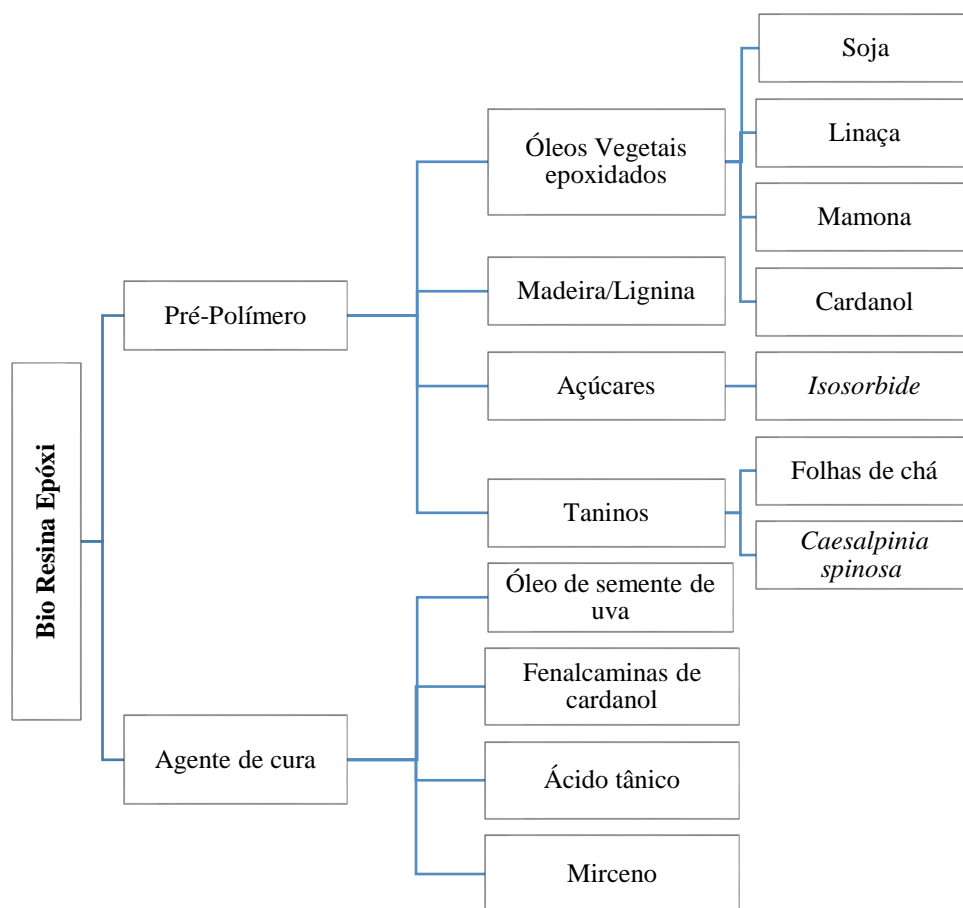 Bio Resina Epóxi
Pré-Polímero
Óleos Vegetais
epoxidados
Soja
Linaça
Mamona
Cardanol
Madeira/Lignina
Açúcares
Isosorbide
Taninos
Folhas de chá
Caesalpinia
spinosa
Agente de cura
Óleo de semente de
uva
Fenalcaminas de
cardanol
Ácido tânico
Mirceno